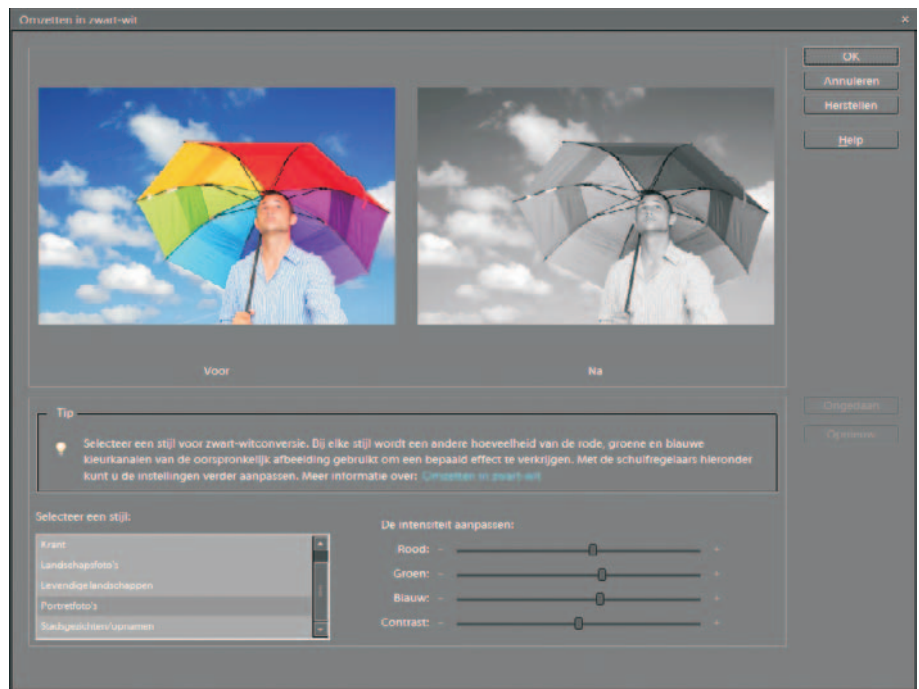 Omzetten in zwart-wit
OK
Annuleren
Herstellen
Help
Voor
Na
Ongedaan
Opnieuw
Tip
Selecteer een stijl voor zwart-witconversie. Bij elke stijl wordt een andere hoeveelheid van de rode, groene en blauwe
kleurkanalen van de oorspronkelijk afbeelding gebruikt om een bepaald effect te verkrijgen. Met de schuifregelaars hieronder
kunt u de instellingen verder aanpassen. Meer informatie over: Omzetten in zwart-wit
Selecteer een stijl:
Krant
Landschapsfoto's
Levendige landschappen
Portretfoto's
Stadsgezichten/opnamen
De intensiteit aanpassen:
Rood: - +
Groen: - +
Blauw: - +
Contrast: - +